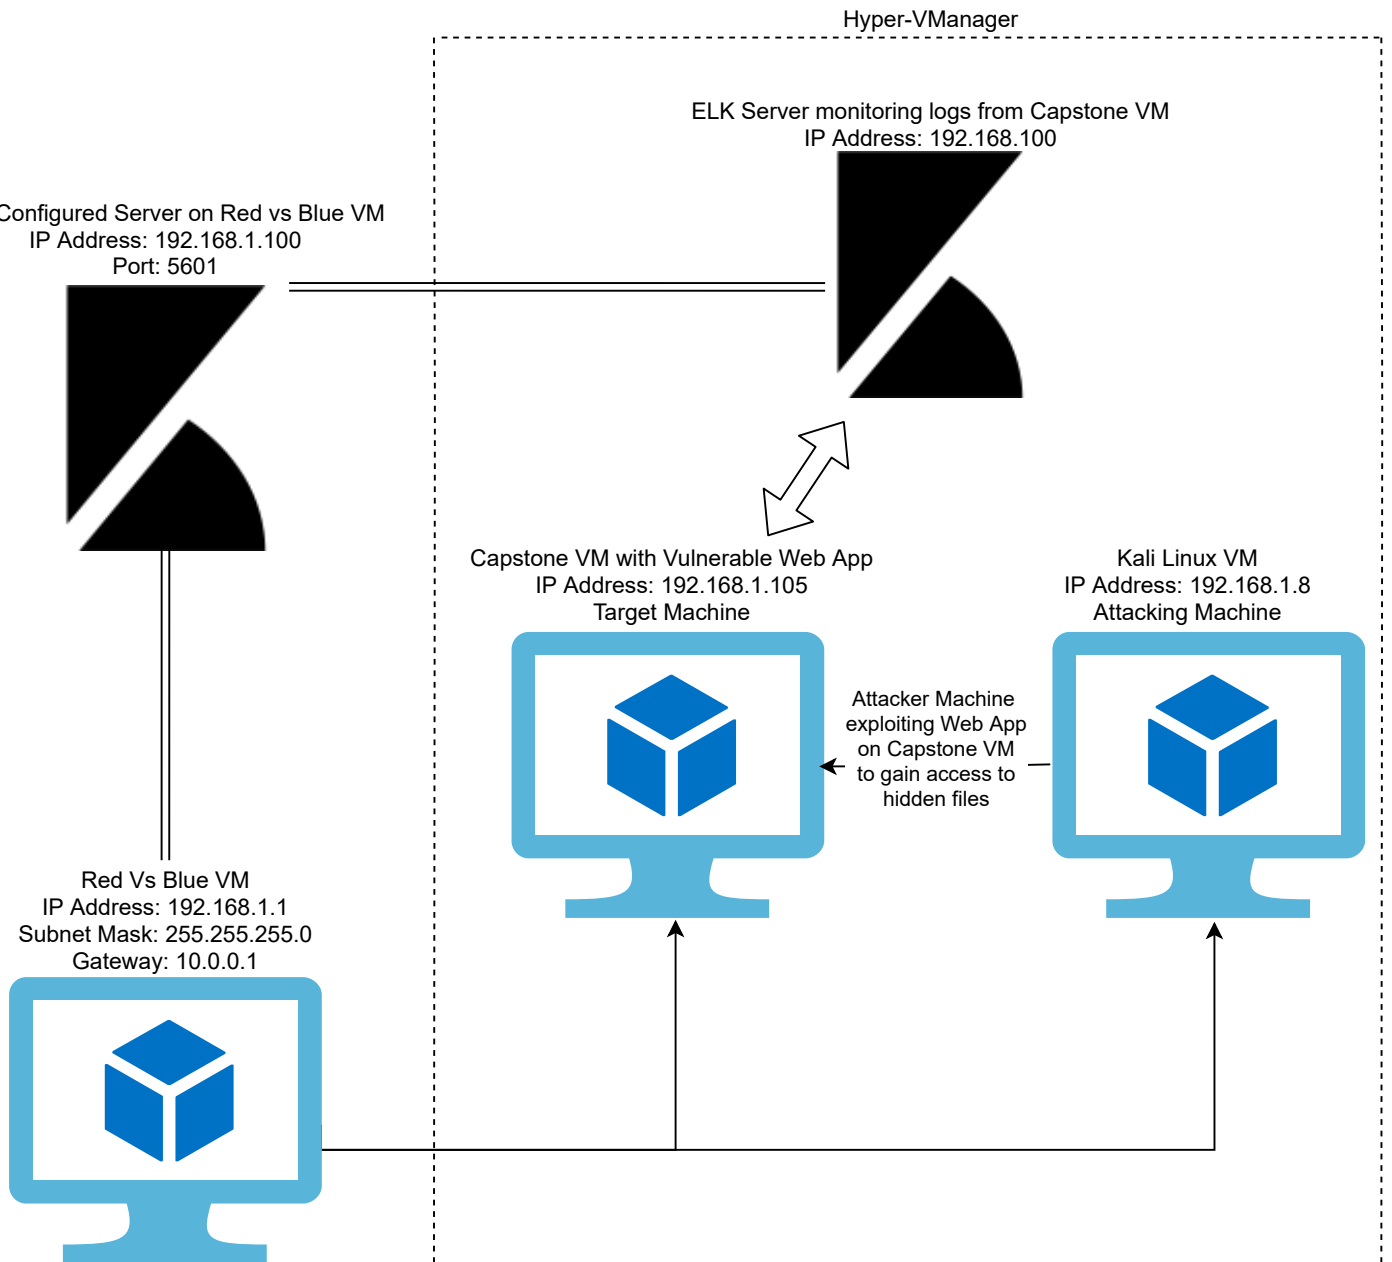 Hyper-VManager
ELK Server monitoring logs from Capstone VM
IP Address: 192.168.100
Configured Server on Red vs Blue VM
IP Address: 192.168.1.100
Port: 5601
Capstone VM with Vulnerable Web App
IP Address: 192.168.1.105
Target Machine
Kali Linux VM
IP Address: 192.168.1.8
Attacking Machine
Attacker Machine
exploiting Web App
on Capstone VM
to gain access to
hidden files
Red Vs Blue VM
IP Address: 192.168.1.1
Subnet Mask: 255.255.255.0
Gateway: 10.0.0.1